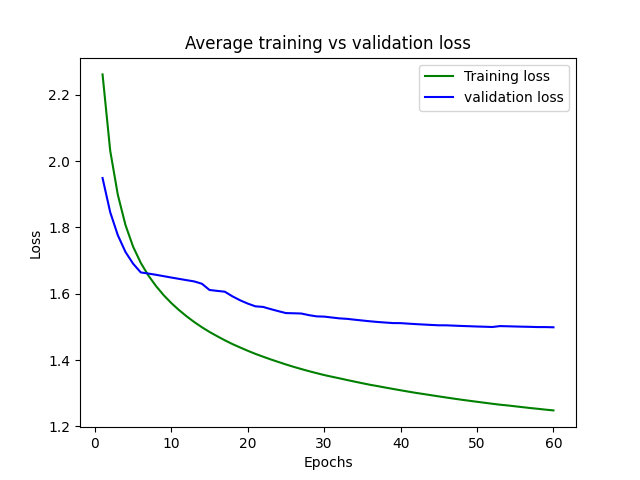 Average training vs validation loss
Training loss
validation loss
2.2
2.0
1.8
1.6
1.4
1.2
Loss
0 10 20 30 40 50 60
Epochs